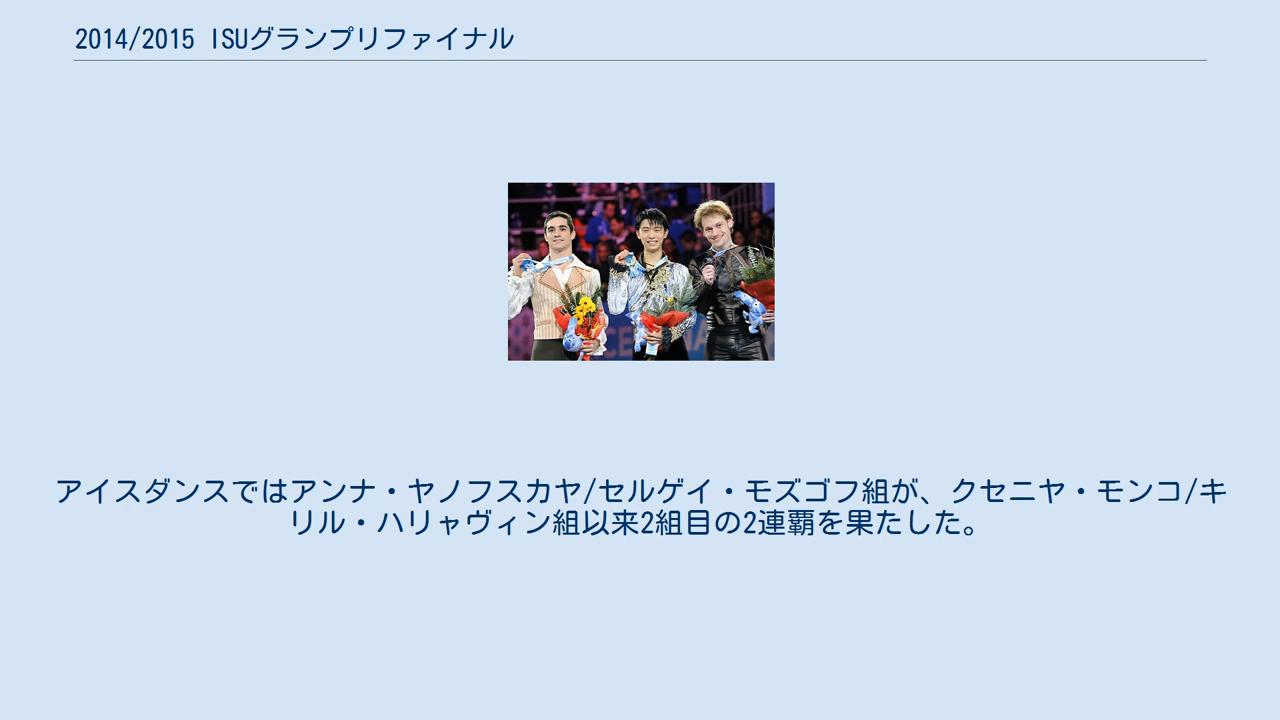 2014/2015 ISUグランプリファイナル
アイスダンスではアンナ・ヤノフスカヤ/セルゲイ・モズゴフ組が、クセニヤ・モンコ/キ
リル・ハリャヴィン組以来2組目の2連覇を果たした。